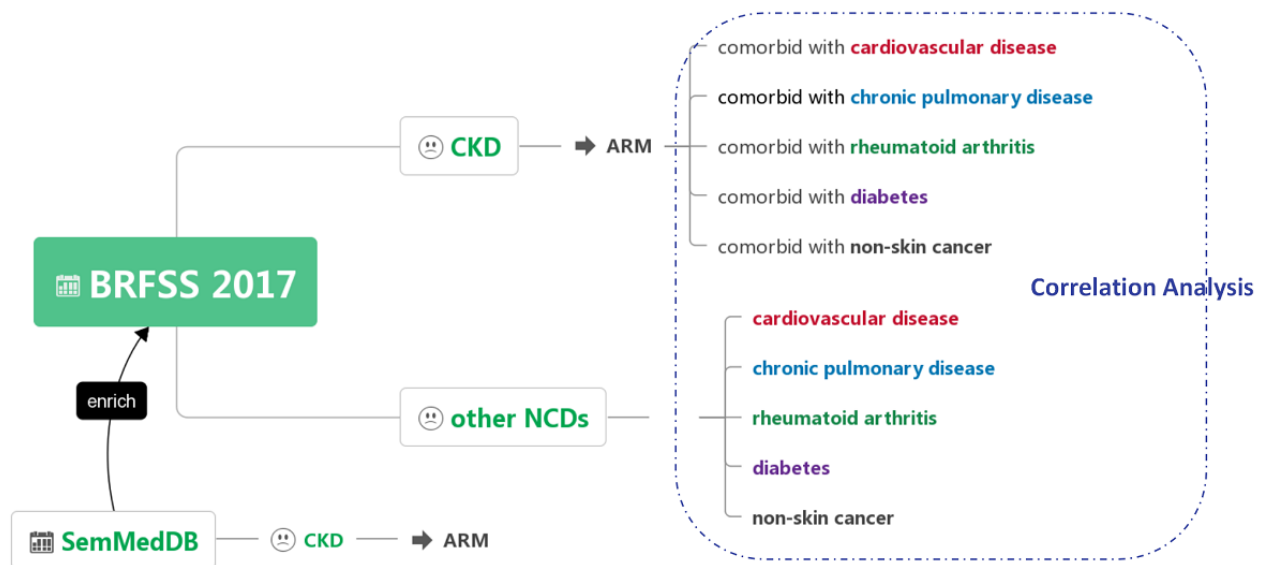 comorbid with cardiovascular disease
comorbid with chronic pulmonary disease
CKD
ARM
comorbid with rheumatoid arthritis
comorbid with diabetes
comorbid with non-skin cancer
BRFSS 2017
Correlation Analysis
cardiovascular disease
chronic pulmonary disease
enrich
other NCDs
rheumatoid arthritis
diabetes
non-skin cancer
SemMedDB
CKD
ARM